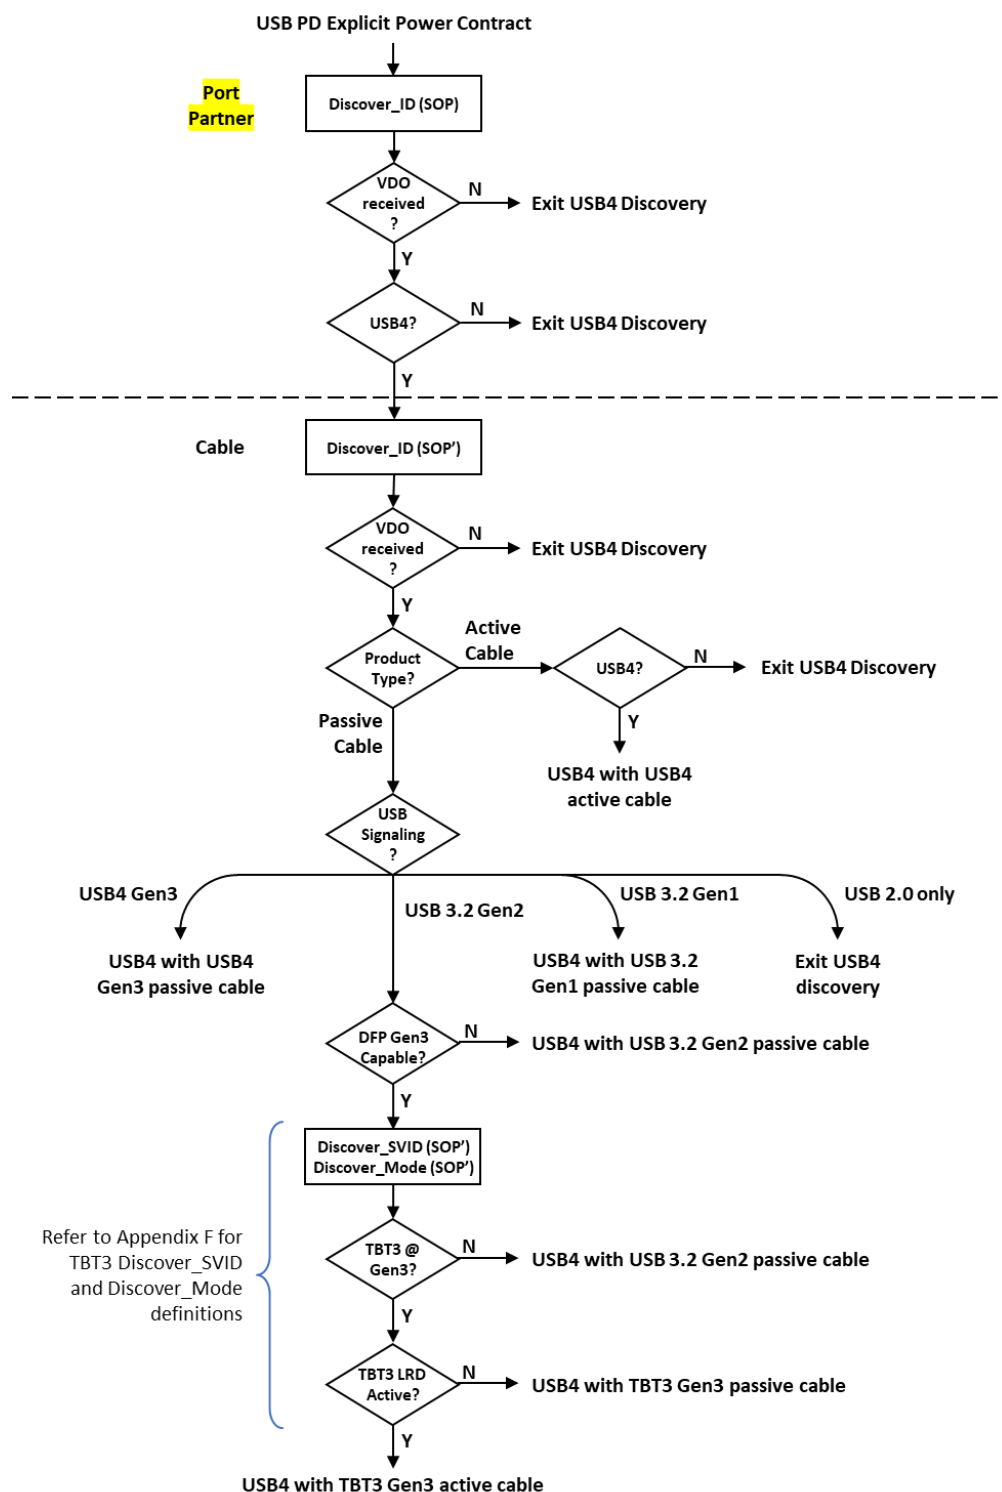 USB PD Explicit Power Contract
Port
Partner
Discover_ID (SOP)
VDO
received
?
N
Exit USB4 Discovery
Y
USB4?
N
Exit USB4 Discovery
Y
Cable
Discover_ID (SOP’)
VDO
received
?
N
Exit USB4 Discovery
Y
Product
Type?
Active
Cable
USB4?
N
Exit USB4 Discovery
Y
USB4 with USB4
active cable
Passive
Cable
USB
Signaling
?
USB4 Gen3
USB 3.2 Gen2
USB 3.2 Gen1
USB 2.0 only
USB4 with USB4
Gen3 passive cable
USB4 with USB 3.2
Gen1 passive cable
Exit USB4
discovery
DFP Gen3
Capable?
N
USB4 with USB 3.2 Gen2 passive cable
Y
Discover_SVID (SOP’)
Discover_Mode (SOP’)
Refer to Appendix F for
TBT3 Discover_SVID
and Discover_Mode
definitions
TBT3 @
Gen3?
N
USB4 with USB 3.2 Gen2 passive cable
Y
TBT3 LRD
Active?
N
USB4 with TBT3 Gen3 passive cable
Y
USB4 with TBT3 Gen3 active cable